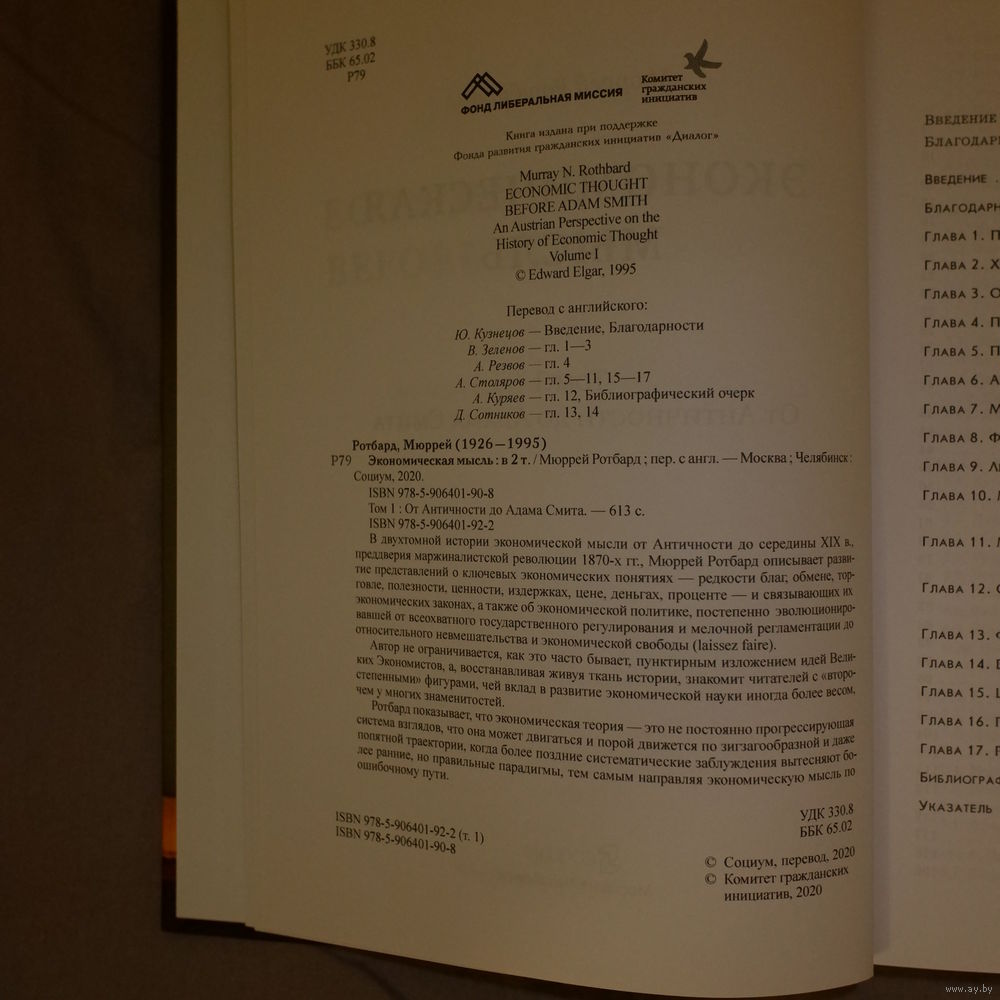 УДК 330.8
ББК 65.02
Р79
ФОНД ЛИБЕРАЛЬНАЯ МИССИЯ
Комитет
гражданских
инициатив
Книга издана при поддержке
Фонда развития гражданских инициатив «Диалог»
Murray N. Rothbard
ECONOMIC THOUGHT
BEFORE ADAM SMITH
An Austrian Perspective on the
History of Economic Thought
Volume I
© Edward Elgar, 1995
Перевод с английского:
Ю. Кузнецов — Введение, Благодарности
В. Зеленов — гл. 1—3
А. Резвов — гл. 4
А. Столяров — гл. 5—11, 15—17
А. Куряев — гл. 12, Библиографический очерк
Д. Сотников — гл. 13, 14
Ротбард, Мюррей (1926—1995)
Р79 Экономическая мысль : в 2 т. / Мюррей Ротбард ; пер. с англ. — Москва ; Челябинск :
Социум, 2020.
ISBN 978-5-906401-90-8
Том 1 : От Античности до Адама Смита. — 613 с.
ISBN 978-5-906401-92-2
В двухтомной истории экономической мысли от Античности до середины XIX в.,
преддверия маржиналистской революции 1870-х гг., Мюррей Ротбард описывает разви-
тие представлений о ключевых экономических понятиях — редкости благ, обмене, тор-
говле, полезности, ценности, издержках, цене, деньгах, проценте — и связывающих их
экономических законах, а также об экономической политике, постепенно эволюциониро-
вавшей от всеохватного государственного регулирования и мелочной регламентации до
относительного невмешательства и экономической свободы (laissez faire).
Автор не ограничивается, как это часто бывает, пунктирным изложением идей Вели-
ких Экономистов, а, восстанавливая живую ткань истории, знакомит читателей с «второ-
степенными» фигурами, чей вклад в развитие экономической науки иногда более весом,
чем у многих знаменитостей.
Ротбард показывает, что экономическая теория — это не постоянно прогрессирующая
система взглядов, что она может двигаться и порой движется по зигзагообразной и даже
попятной траектории, когда более поздние систематические заблуждения вытесняют бо-
лее ранние, но правильные парадигмы, тем самым направляя экономическую мысль по
ошибочному пути.
УДК 330.8
ББК 65.02
ISBN 978-5-906401-92-2 (т. 1)
ISBN 978-5-906401-90-8
© Социум, перевод, 2020
© Комитет гражданских
инициатив, 2020
ВВЕДЕНИЕ
БЛАГОДАР
ВВЕДЕНИЕ .
БЛАГОДАРН
ГЛАВА 1. П
ГЛАВА 2. Х
ГЛАВА 3. О
ГЛАВА 4. П
ГЛАВА 5. П
ГЛАВА 6. А
ГЛАВА 7. М
ГЛАВА 8. Ф
ГЛАВА 9. Л
ГЛАВА 10.
ГЛАВА 11.
ГЛАВА 12.
ГЛАВА 13.
ГЛАВА 14.
ГЛАВА 15.
ГЛАВА 16.
ГЛАВА 17.
БИБЛИОГРАФ
УКАЗАТЕЛЬ
www.ay.by